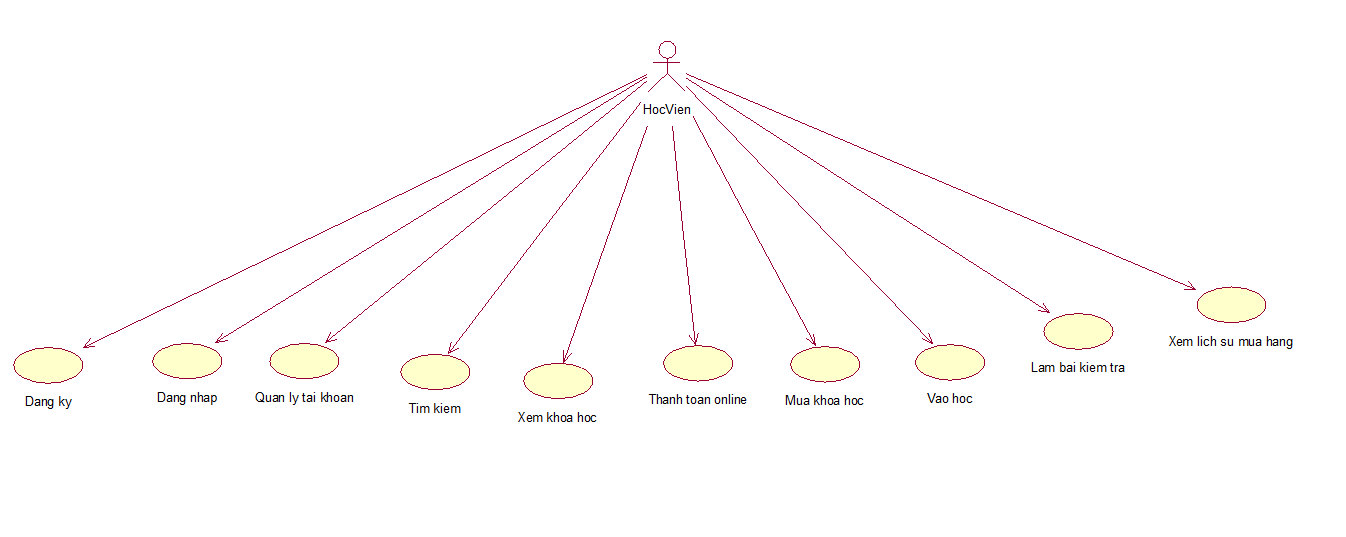 HocVien
Dang ky
Dang nhap
Quan ly tai khoan
Tim kiem
Xem khoa hoc
Thanh toan online
Mua khoa hoc
Vao hoc
Lam bai kiem tra
Xem lich su mua hang